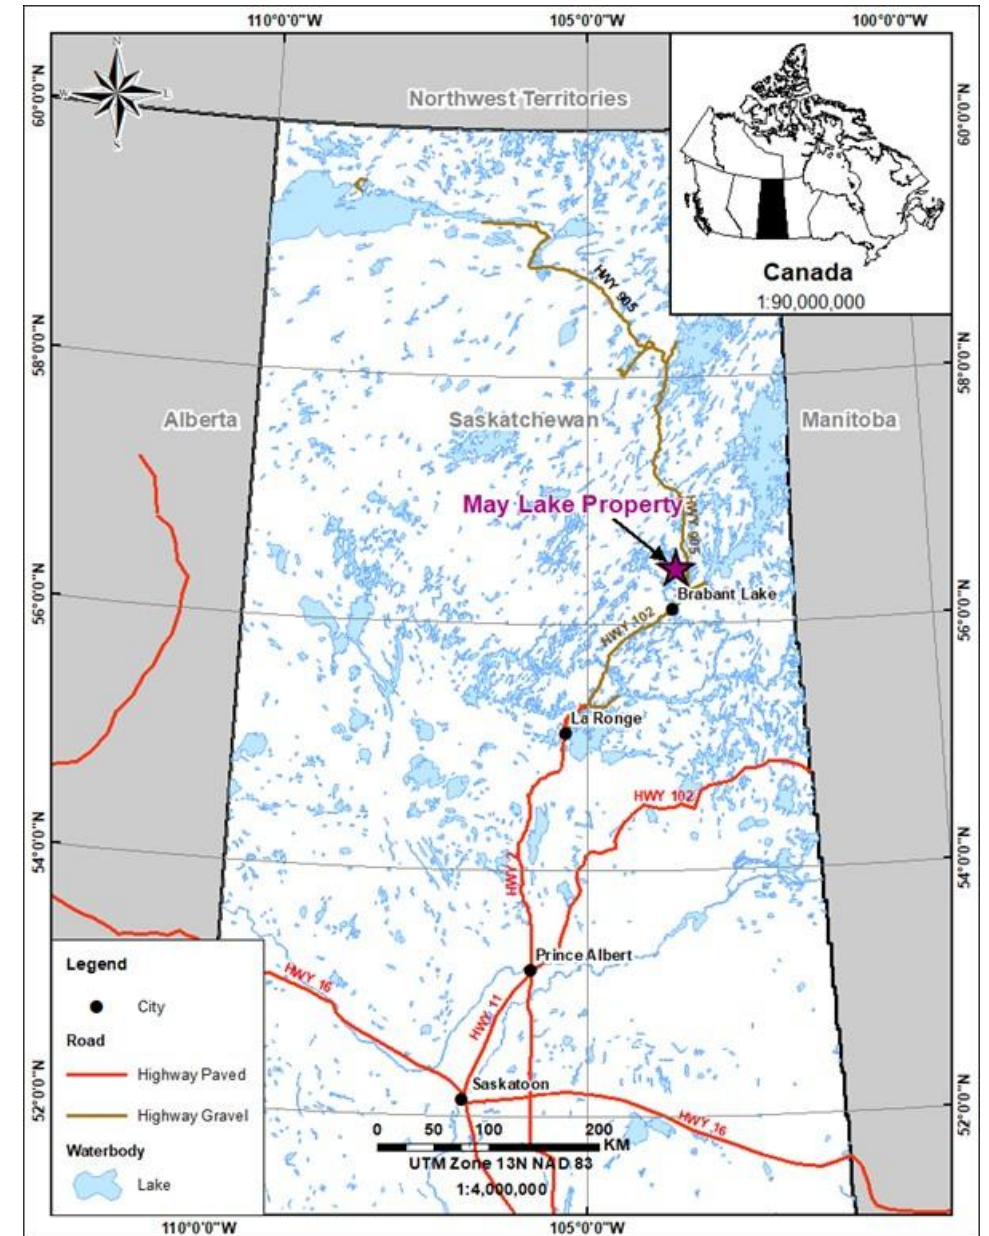 110°0'0"W 105°0'0"W 100°0'0"W
N
W E
S
60°0'0"N
60°0'0"N
Northwest Territories
Canada
1:90,000,000
HWY 905
58°0'0"N
58°0'0"N
Alberta
Saskatchewan
Manitoba
May Lake Property
HWY 905
Brabant Lake
56°0'0"N
56°0'0"N
HWY 102
La Ronge
HWY 102
54°0'0"N
54°0'0"N
HWY 2
Prince Albert
Legend
City
Road
Highway Paved
Highway Gravel
Waterbody
Lake
HWY 16
HWY 11
Saskatoon
52°0'0"N
52°0'0"N
HWY 16
0 50 100 200
KM
UTM Zone 13N NAD 83
1:4,000,000
110°0'0"W 105°0'0"W